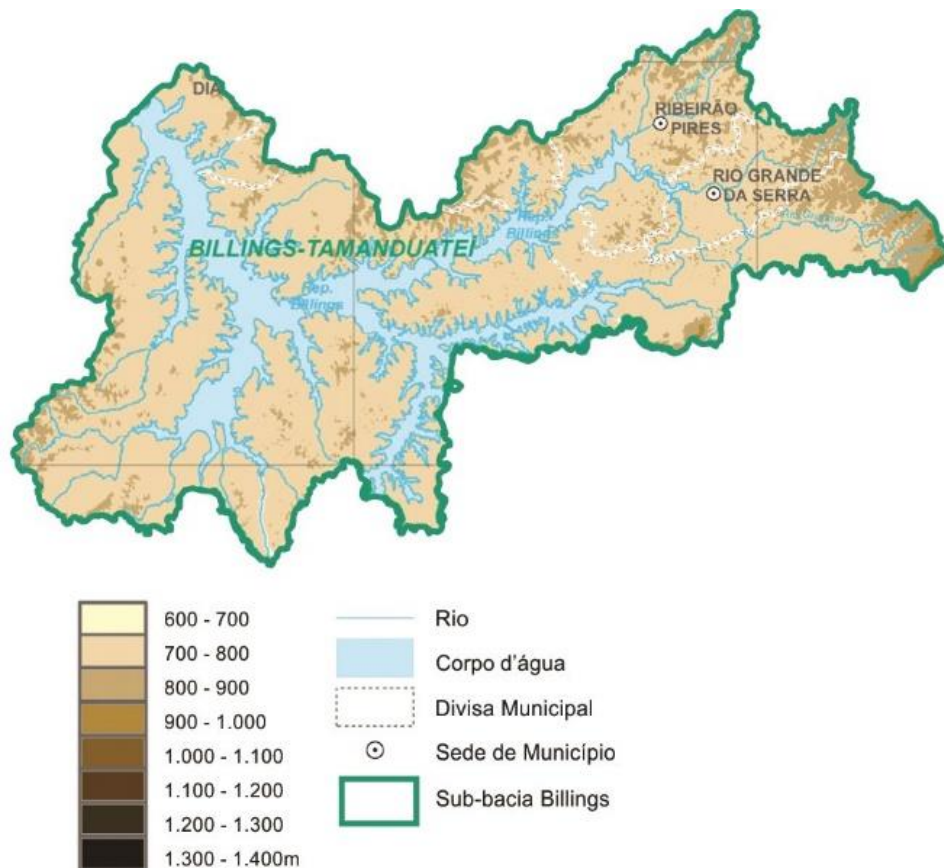 DIA
RIBEIRÃO
PIRES
RIO GRANDE
DA SERRA
Rep.
Billings
BILLINGS-TAMANDUATEÍ
Rep.
Billings
600 - 700
700 - 800
800 - 900
900 - 1.000
1.000 - 1.100
1.100 - 1.200
1.200 - 1.300
1.300 - 1.400m
Rio
Corpo d'água
Divisa Municipal
Sede de Município
Sub-bacia Billings